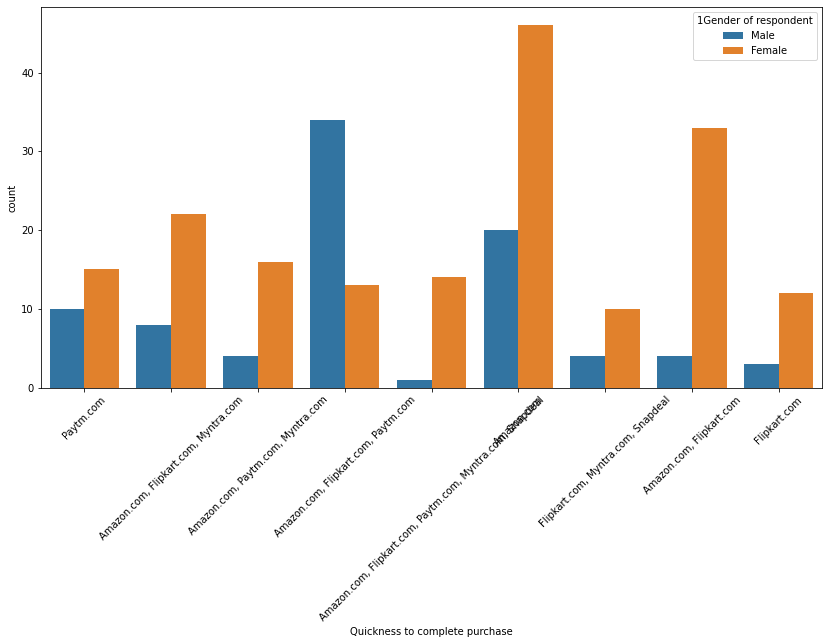 1Gender of respondent
Male
Female
count
40
30
20
10
0
Paytm.com
Amazon.com, Flipkart.com, Myntra.com
Amazon.com, Paytm.com, Myntra.com
Amazon.com, Flipkart.com, Paytm.com
Amazon.com, Flipkart.com, Paytm.com, Myntra.com, Snapdeal
Amazon.com
Flipkart.com, Myntra.com, Snapdeal
Amazon.com, Flipkart.com
Flipkart.com
Quickness to complete purchase